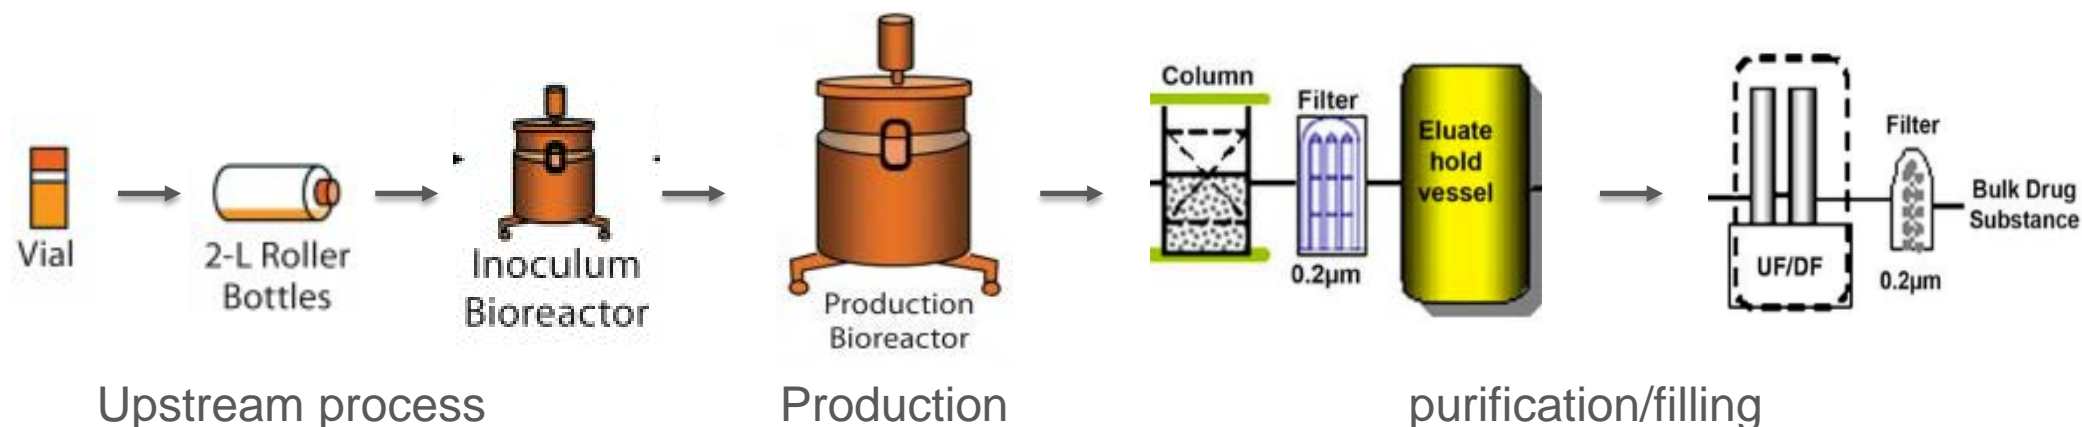 Vial
2-L Roller
Bottles
Inoculum
Bioreactor
Production
Bioreactor
Column
Filter
0.2µm
Eluate
hold
vessel
UF/DF
Filter
0.2µm
Bulk Drug
Substance
Upstream process
Production
purification/filling